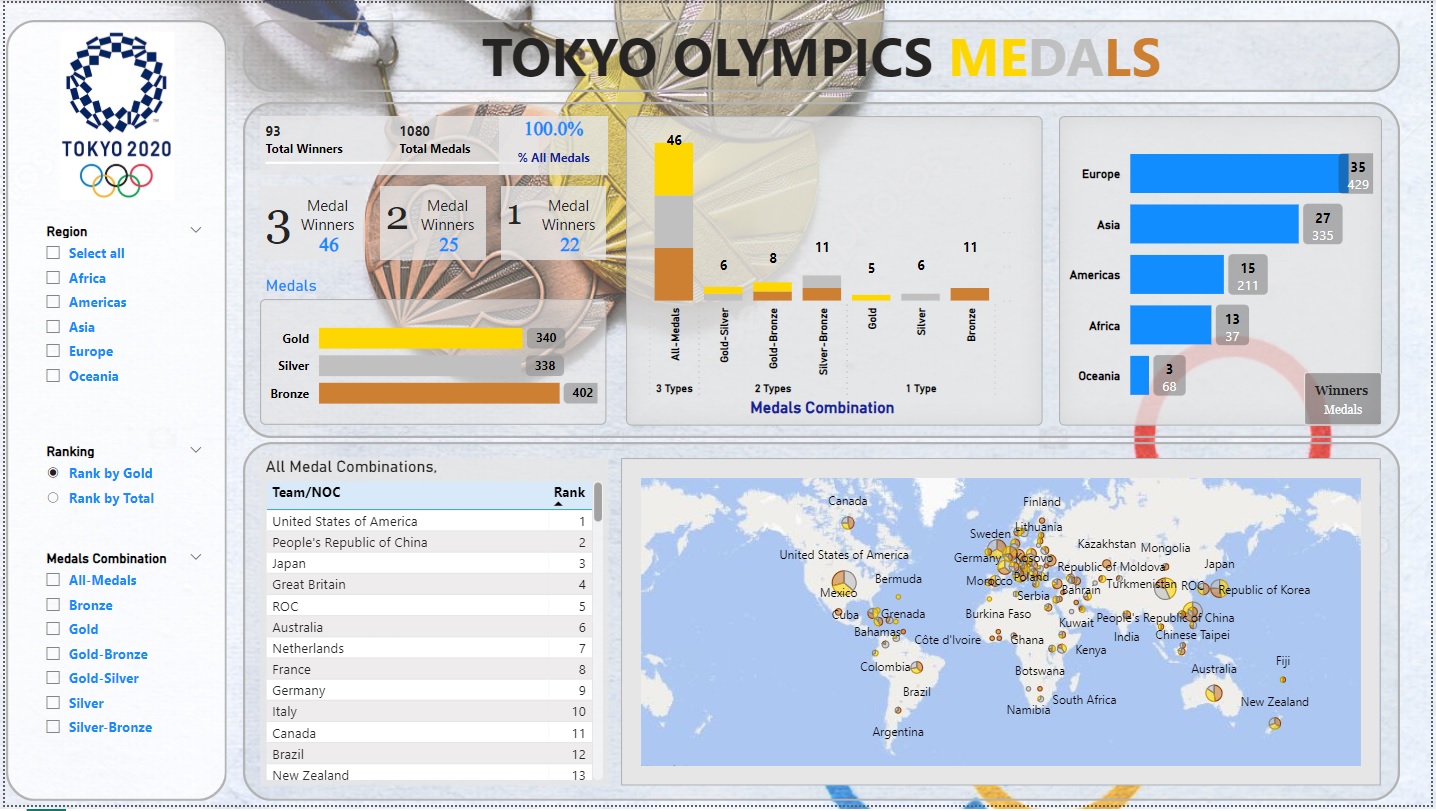 TOKYO OLYMPICS MEDALS
TOKYO 2020
Region
Select all
Africa
Americas
Asia
Europe
Oceania
Ranking
Rank by Gold
Rank by Total
Medals Combination
All-Medals
Bronze
Gold
Gold-Bronze
Gold-Silver
Silver
Silver-Bronze
93
Total Winners
1080
Total Medals
100.0%
% All Medals
3
Medal
Winners
46
2
Medal
Winners
25
1
Medal
Winners
22
Medals
Gold 340
Silver 338
Bronze 402
46
6
8
11
5
6
11
All-Medals
Gold-Silver
Gold-Bronze
Silver-Bronze
Gold
Silver
Bronze
3 Types
2 Types
1 Type
Medals Combination
Europe 35
429
Asia 27
335
Americas 15
211
Africa 13
37
Oceania 3
68
Winners
Medals
All Medal Combinations,
Team/NOC Rank
United States of America 1
People's Republic of China 2
Japan 3
Great Britain 4
ROC 5
Australia 6
Netherlands 7
France 8
Germany 9
Italy 10
Canada 11
Brazil 12
New Zealand 13
Canada
Finland
Lithuania
Sweden
Kazakhstan
Mongolia
United States of America
Germany
Kosovo
Republic of Moldova
Japan
Bermuda
Morocco
Poland
Turkmenistan
ROC
Republic of Korea
Mexico
Serbia
Bahrain
Cuba
Grenada
Burkina Faso
Kuwait
People's Republic of China
Bahamas
Côte d'Ivoire
Ghana
India
Chinese Taipei
Kenya
Colombia
Botswana
Australia
Fiji
Brazil
South Africa
New Zealand
Namibia
Argentina